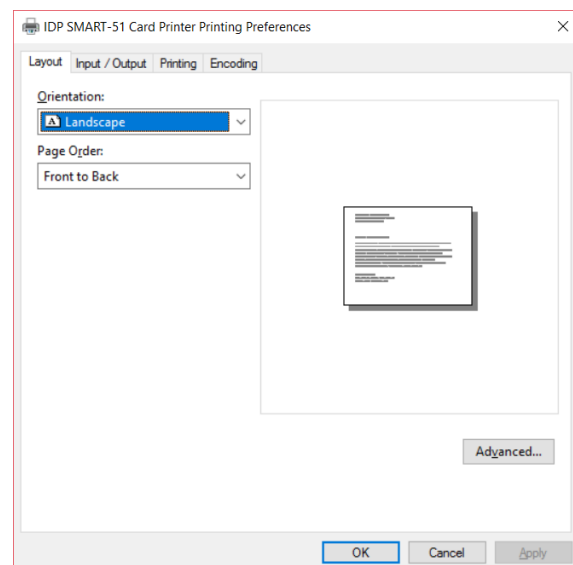 IDP SMART-51 Card Printer Printing Preferences
Layout Input / Output Printing Encoding
Orientation:
A Landscape
Page Order:
Front to Back
Advanced...
OK Cancel Apply